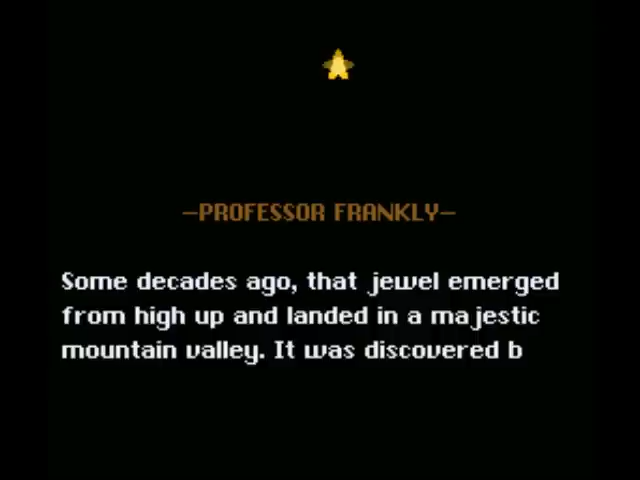 —PROFESSOR FRANKLY—
Some decades ago, that jewel emerged
from high up and landed in a majestic
mountain valley. It was discovered b